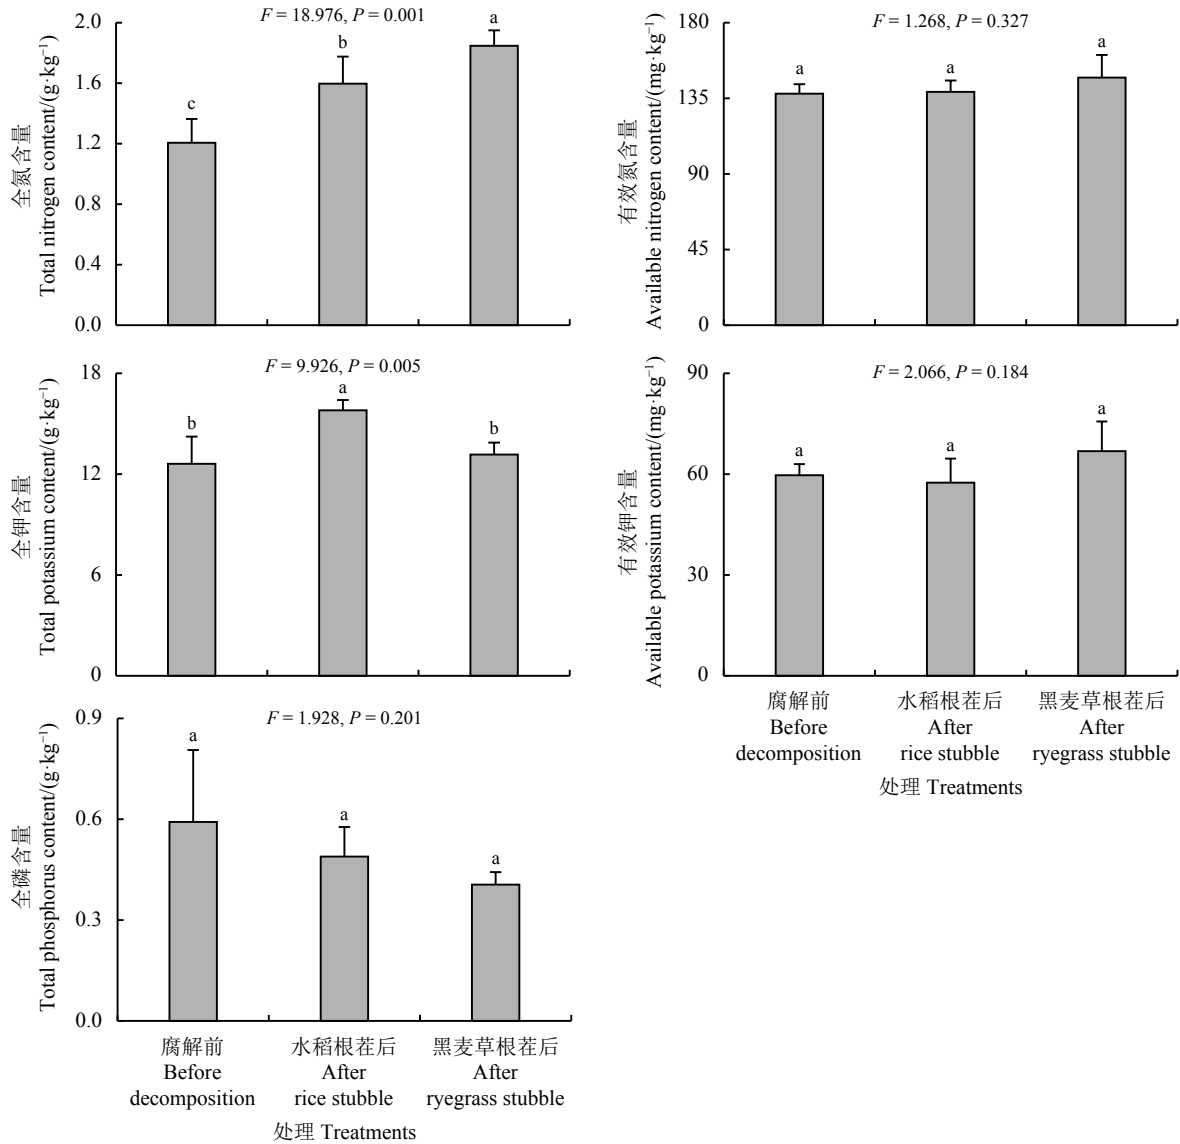 全氮含量
Total nitrogen content/(g·kg⁻¹)
F = 18.976, P = 0.001
2.0
1.6
1.2
0.8
0.4
0.0
c
b
a
有效氮含量
Available nitrogen content/(mg·kg⁻¹)
F = 1.268, P = 0.327
180
135
90
45
0
a
a
a
全钾含量
Total potassium content/(g·kg⁻¹)
F = 9.926, P = 0.005
18
12
6
0
b
a
b
有效钾含量
Available potassium content/(mg·kg⁻¹)
F = 2.066, P = 0.184
90
60
30
0
a
a
a
腐解前
Before
decomposition
水稻根茬后
After
rice stubble
黑麦草根茬后
After
ryegrass stubble
处理 Treatments
全磷含量
Total phosphorus content/(g·kg⁻¹)
F = 1.928, P = 0.201
0.9
0.6
0.3
0.0
a
a
a
腐解前
Before
decomposition
水稻根茬后
After
rice stubble
黑麦草根茬后
After
ryegrass stubble
处理 Treatments